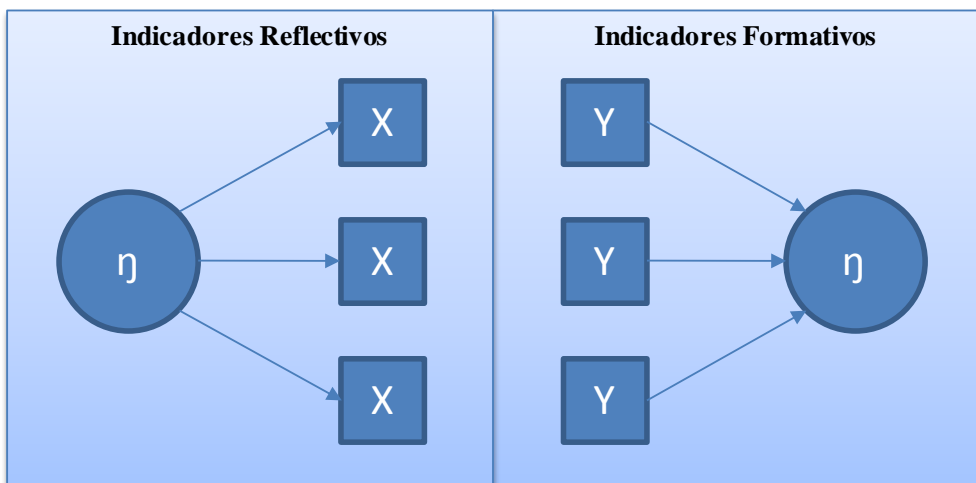 Indicadores Reflectivos
X
ŋ
X
X
Indicadores Formativos
Y
Y
ŋ
Y